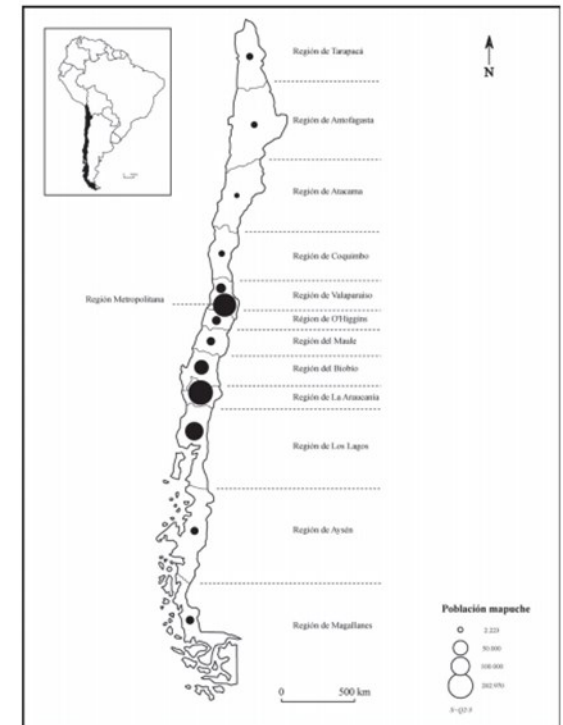 Región de Tarapacá
N
Región de Antofagasta
Región de Atacama
Región de Coquimbo
Región Metropolitana
Región de Valparaíso
Región de O'Higgins
Región del Maule
Región del Biobío
Región de La Araucanía
Región de Los Lagos
Región de Aysén
Región de Magallanes
Población mapuche
2 223
50 000
100 000
202 970
0 500 km